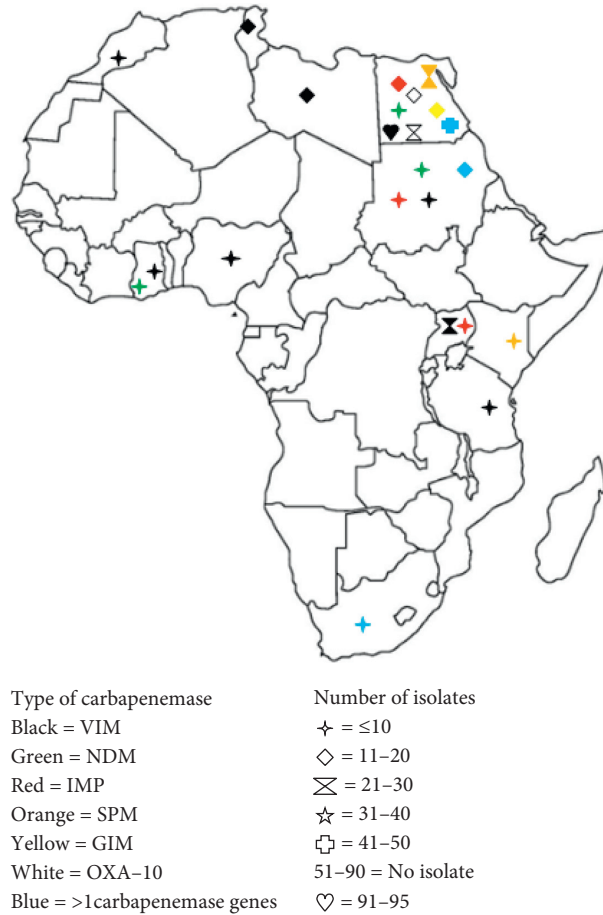 Type of carbapenemase
Black = VIM
Green = NDM
Red = IMP
Orange = SPM
Yellow = GIM
White = OXA–10
Blue = >1carbapenemase genes
Number of isolates
= ≤10
= 11–20
= 21–30
= 31–40
= 41–50
51–90 = No isolate
= 91–95